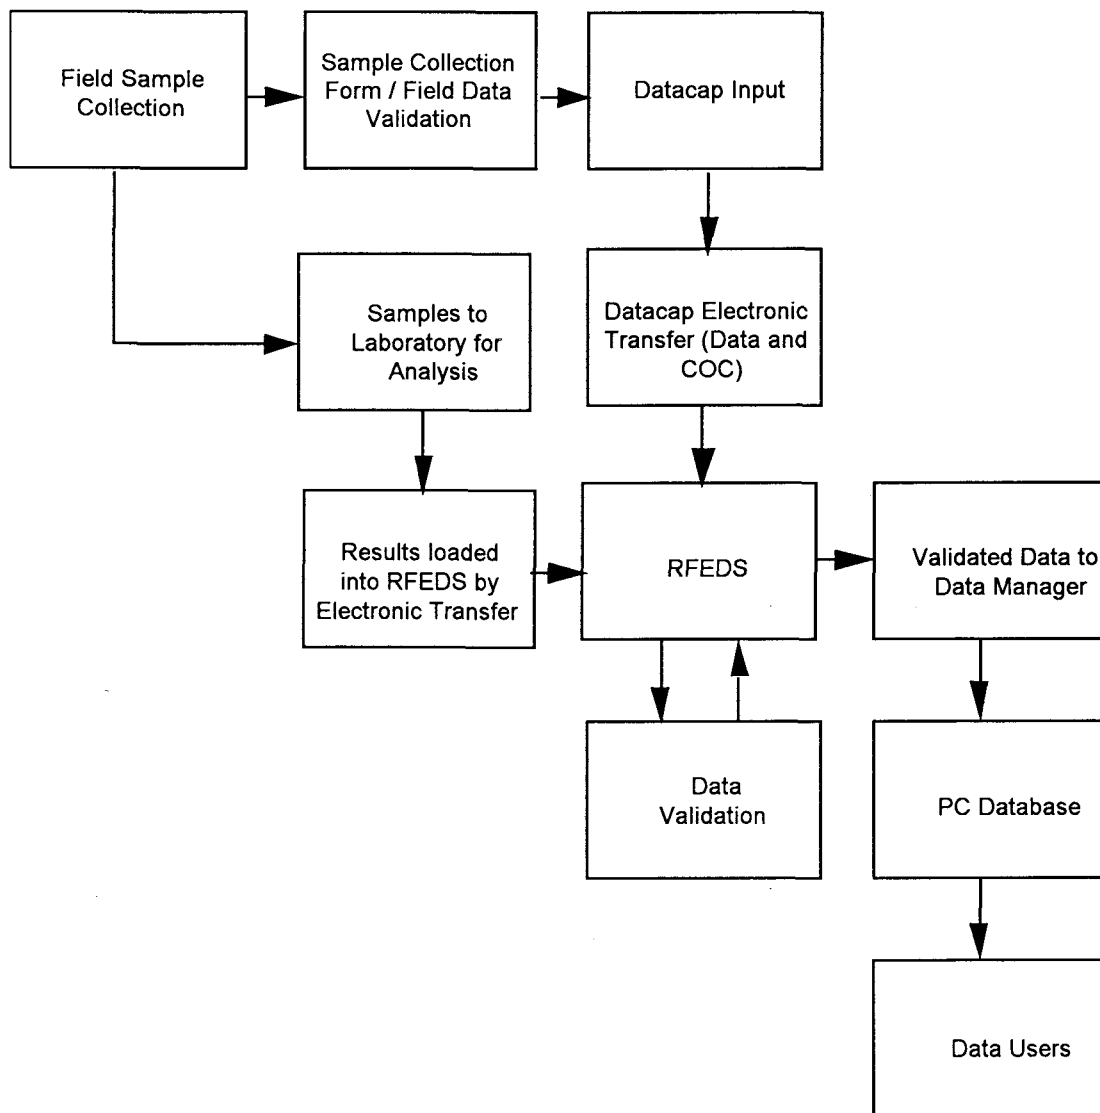 Field Sample
Collection
Sample Collection
Form / Field Data
Validation
Datacap Input
Samples to
Laboratory for
Analysis
Datacap Electronic
Transfer (Data and
COC)
Results loaded
into RFEDS by
Electronic Transfer
RFEDS
Validated Data to
Data Manager
Data
Validation
PC Database
Data Users